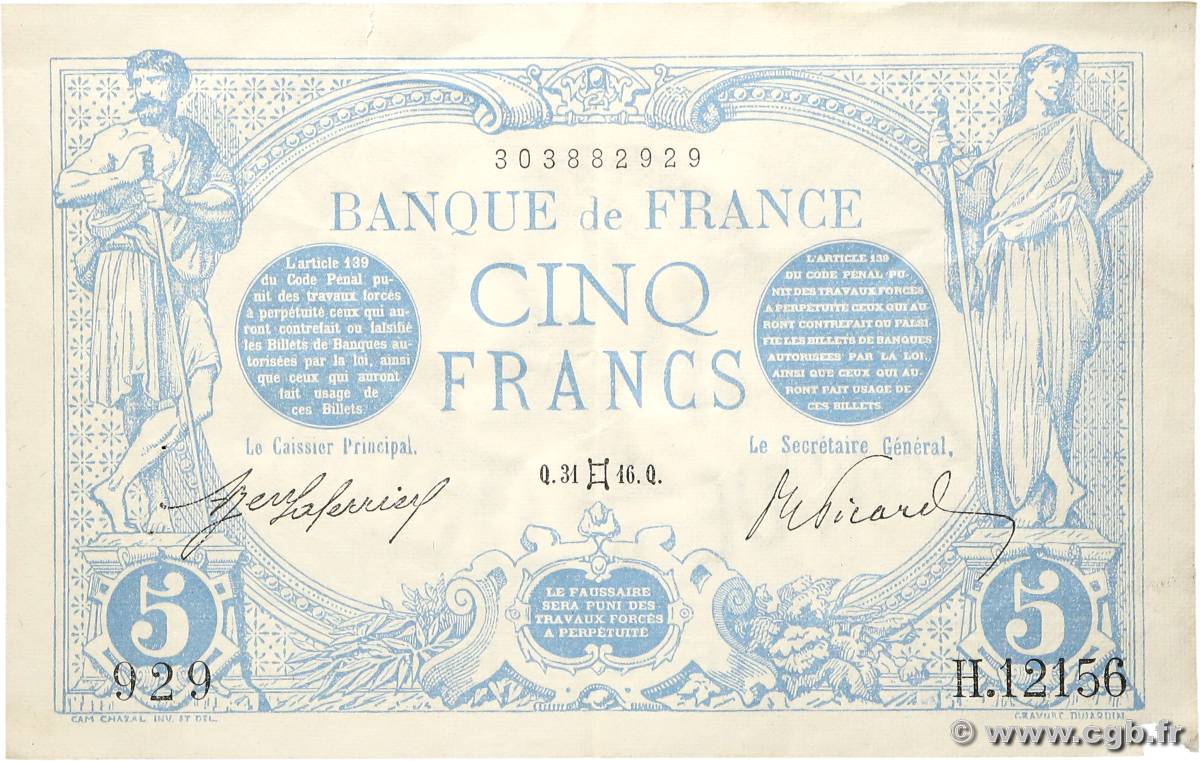 303882929
BANQUE de FRANCE
CINQ
FRANCS
L'article 139
du Code Pénal pu-
nit des travaux forcés
à perpétuité ceux qui au-
ront contrefait ou falsifié
les Billets de Banques au-
torisées par la loi, ainsi
que ceux qui auront
fait usage de
ces Billets.
L'ARTICLE 139
DU CODE PÉNAL PU-
NIT DES TRAVAUX FORCÉS
A PERPÉTUITÉ CEUX QUI AU-
RONT CONTREFAIT OU FALSI-
FIÉ LES BILLETS DE BANQUES
AUTORISÉES PAR LA LOI,
AINSI QUE CEUX QUI AU-
RONT FAIT USAGE DE
CES BILLETS.
Le Caissier Principal,
Le Secrétaire Général,
Q.31 16.Q.
Picard
LE FAUSSAIRE
SERA PUNI DES
TRAVAUX FORCÉS
A PERPÉTUITÉ
5
5
929
H.12156
CAM CHAZAL INV. ET DEL.
GRAVURE DUJARDIN
© www.cgb.fr